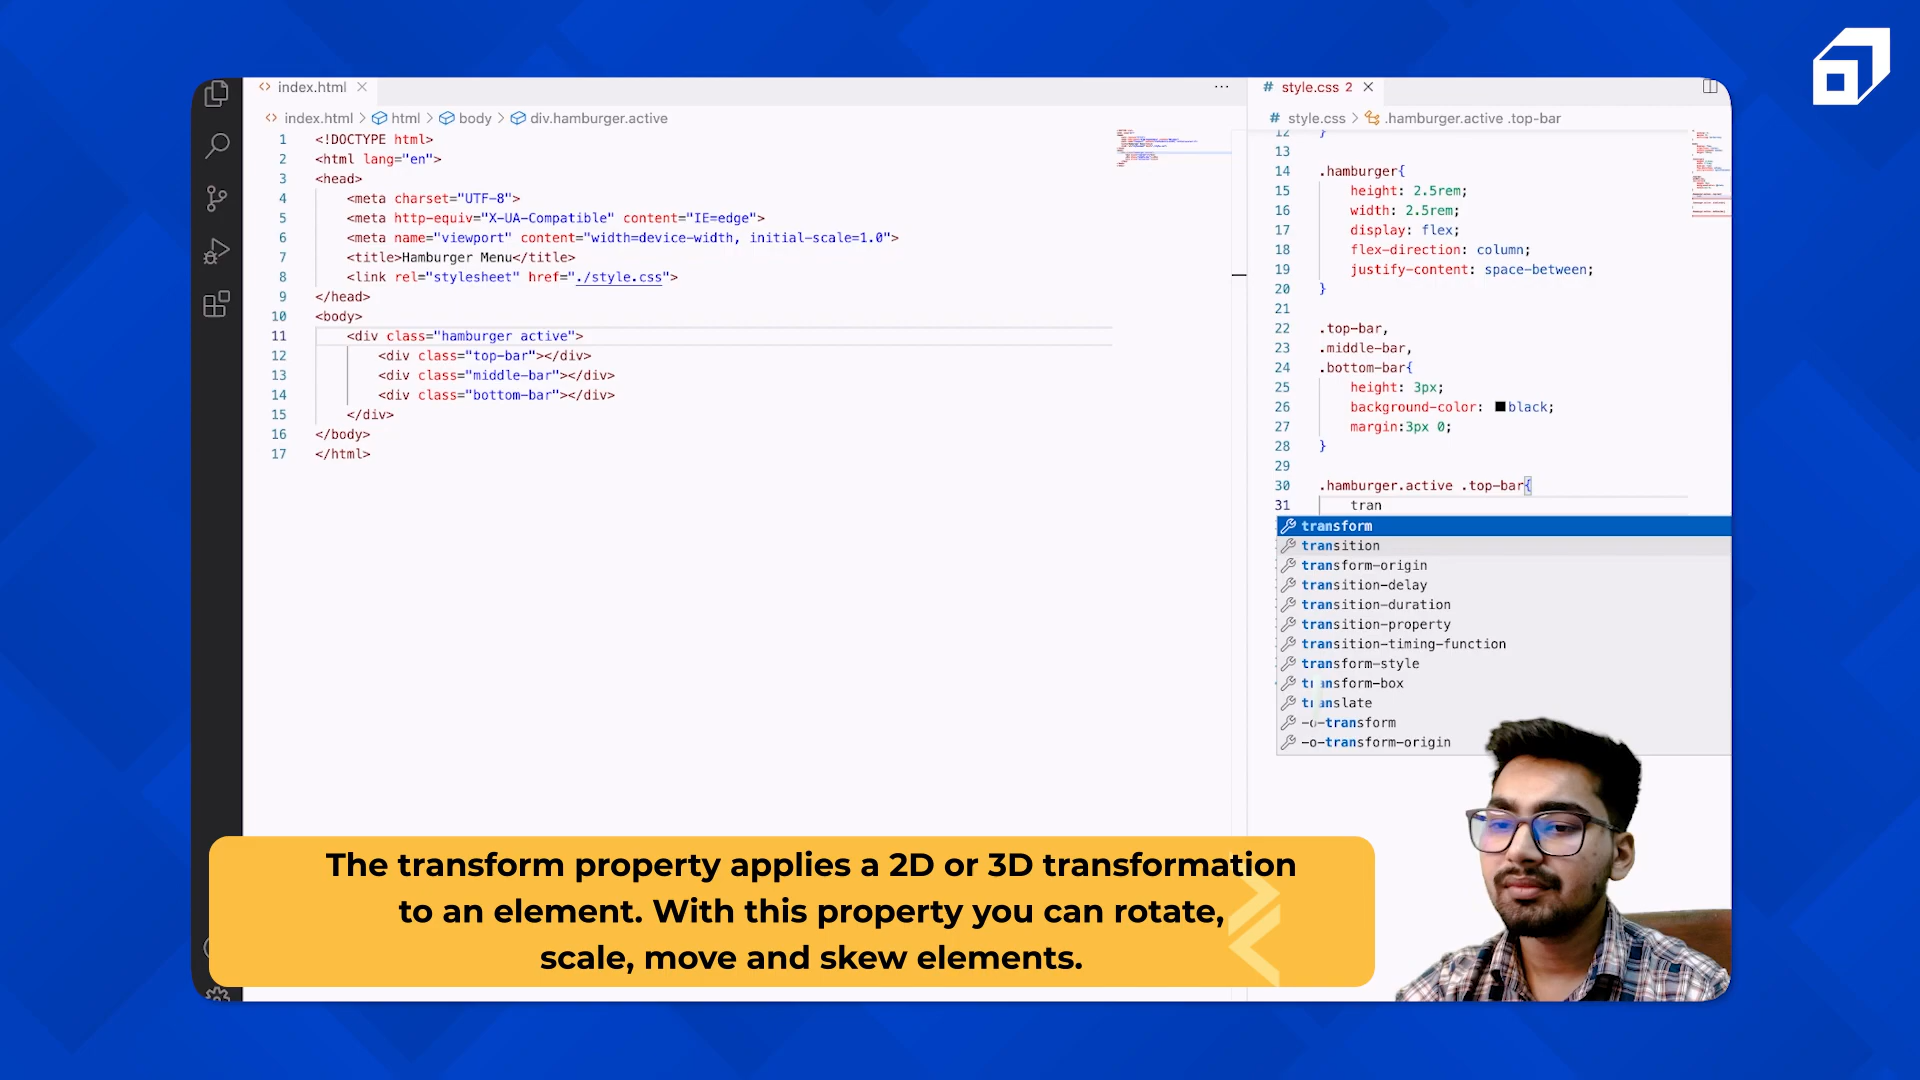 index.html
index.html > html > body > div.hamburger.active
1 <!DOCTYPE html>
2 <html lang="en">
3 <head>
4 <meta charset="UTF-8">
5 <meta http-equiv="X-UA-Compatible" content="IE=edge">
6 <meta name="viewport" content="width=device-width, initial-scale=1.0">
7 <title>Hamburger Menu</title>
8 <link rel="stylesheet" href="./style.css">
9 </head>
10 <body>
11 <div class="hamburger active">
12 <div class="top-bar"></div>
13 <div class="middle-bar"></div>
14 <div class="bottom-bar"></div>
15 </div>
16 </body>
17 </html>
# style.css 2
# style.css > .hamburger.active .top-bar
12 }
13
14 .hamburger{
15 height: 2.5rem;
16 width: 2.5rem;
17 display: flex;
18 flex-direction: column;
19 justify-content: space-between;
20 }
21
22 .top-bar,
23 .middle-bar,
24 .bottom-bar{
25 height: 3px;
26 background-color: black;
27 margin:3px 0;
28 }
29
30 .hamburger.active .top-bar{
31 tran
transform
transition
transform-origin
transition-delay
transition-duration
transition-property
transition-timing-function
transform-style
transform-box
translate
-o-transform
-o-transform-origin
The transform property applies a 2D or 3D transformation
to an element. With this property you can rotate,
scale, move and skew elements.